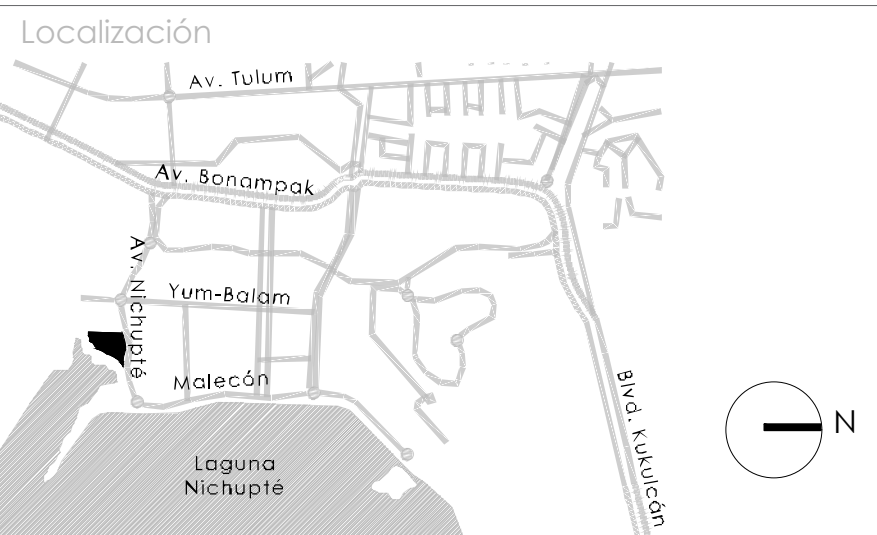 Localización
Av. Tulum
Av. Bonampak
Av. Nichupté
Yum-Balam
Malecón
Blvd. Kukulcán
N
Laguna
Nichupté